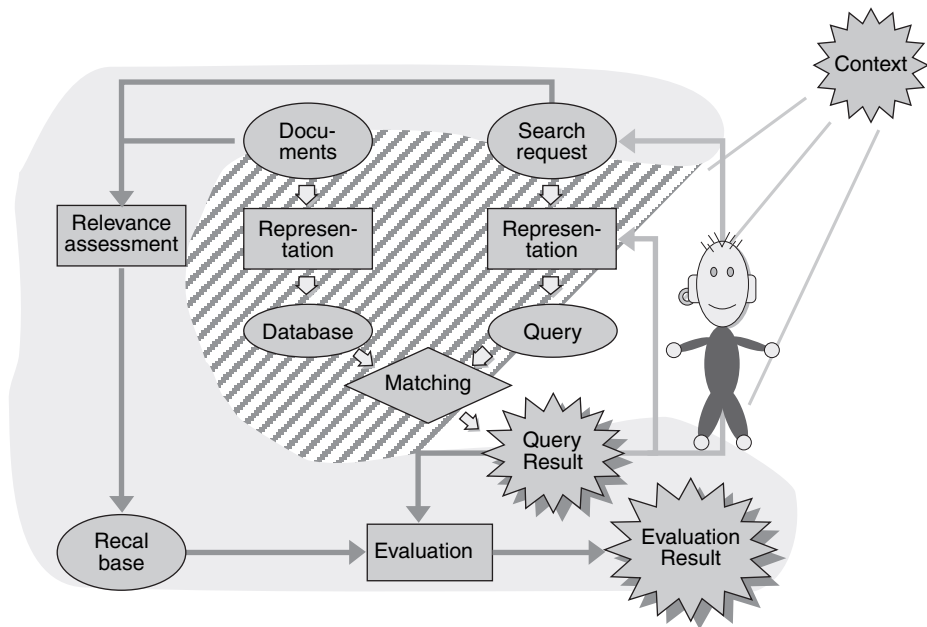 Context
Docu-
ments
Search
request
Relevance
assessment
Represen-
tation
Represen-
tation
Database
Query
Matching
Query
Result
Recal
base
Evaluation
Evaluation
Result